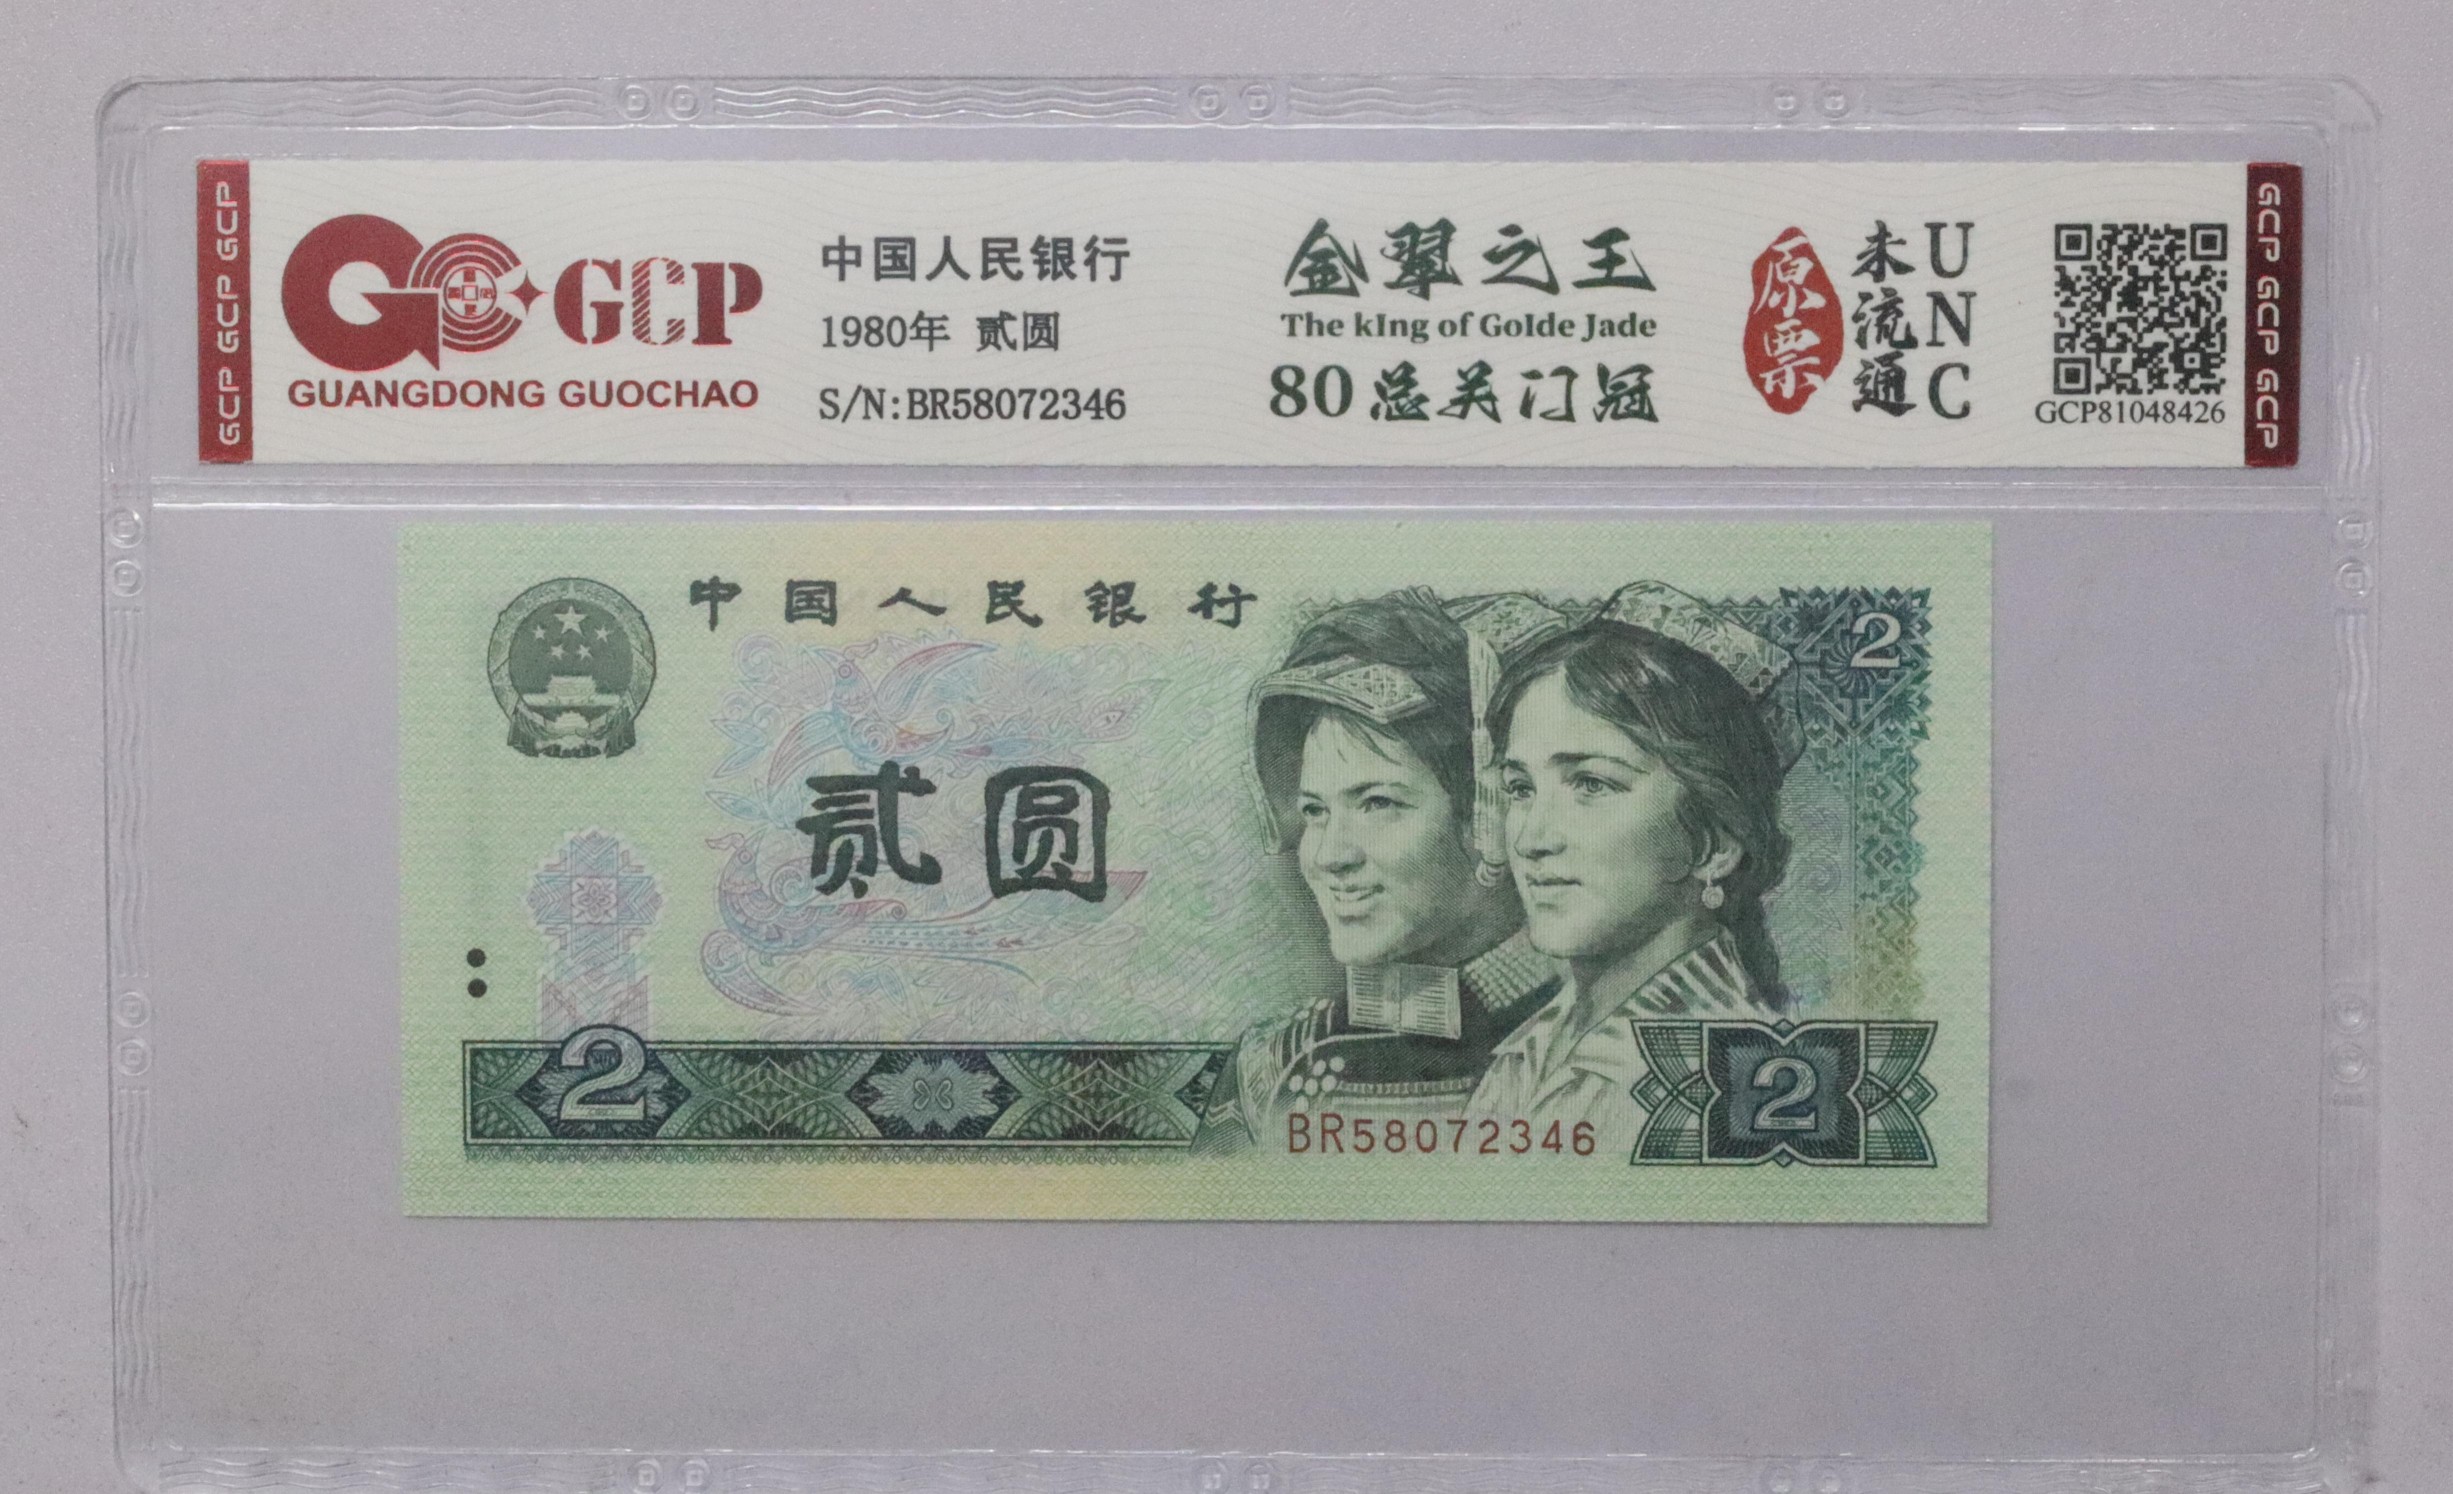 GCP GCP GCP
GCP
GUANGDONG GUOCHAO
中国人民银行
1980年 贰圆
S/N:BR58072346
金翠之王
The kIng of Golde Jade
80总关门冠
原票
未流通
UNC
GCP81048426
GCP GCP GCP
中国人民银行
2
贰圆
2
BR58072346
2